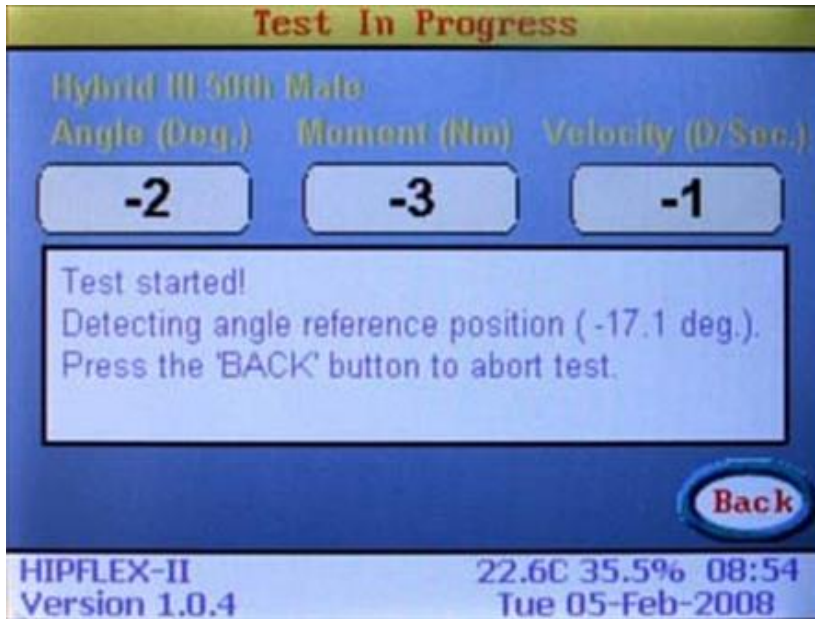 Test In Progress
Hybrid III 50th Male
Angle (Deg.) Moment (Nm) Velocity (D/Sec.)
-2 -3 -1
Test started!
Detecting angle reference position ( -17.1 deg.).
Press the 'BACK' button to abort test.
Back
HIPFLEX-II 22.6C 35.5% 08:54
Version 1.0.4 Tue 05-Feb-2008